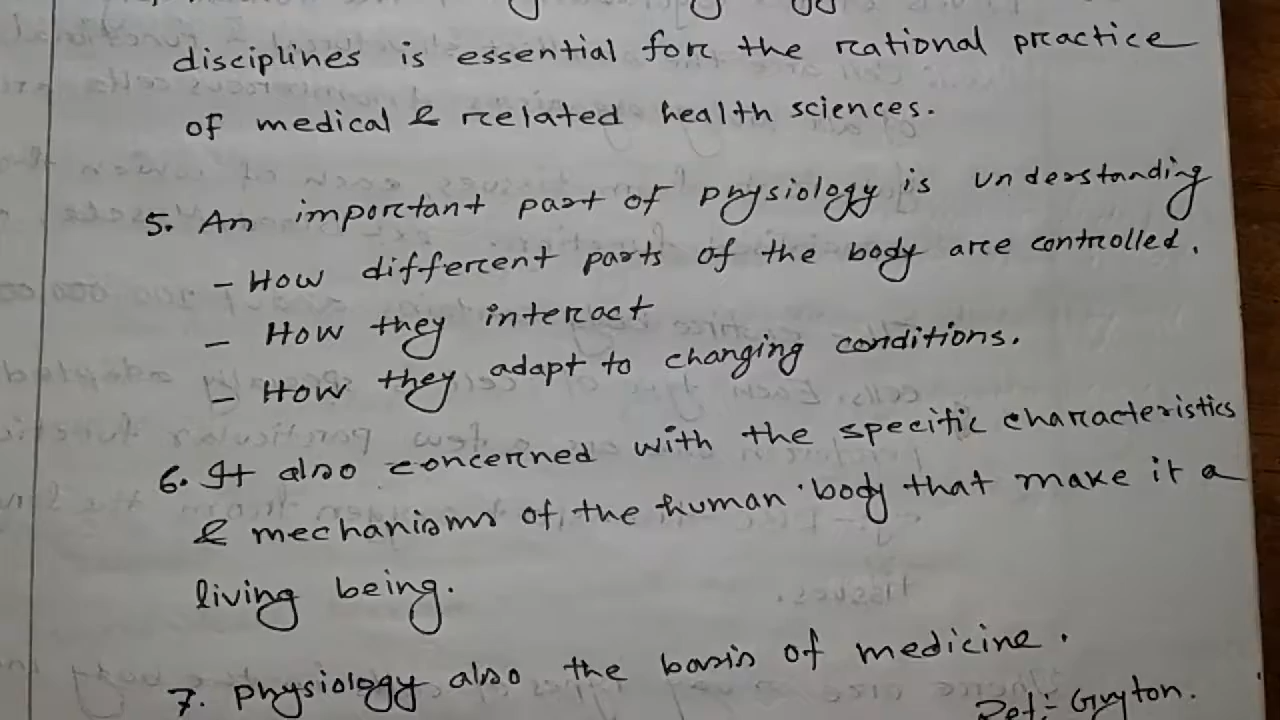 disciplines is essential for the rational practice
of medical & related health sciences.
5. An important part of physiology is understanding
- How different parts of the body are controlled.
- How they interact
- How they adapt to changing conditions.
6. It also concerned with the specific characteristics
& mechanisms of the human body that make it a
living being.
7. physiology also the basis of medicine.
Ref:- Guyton.